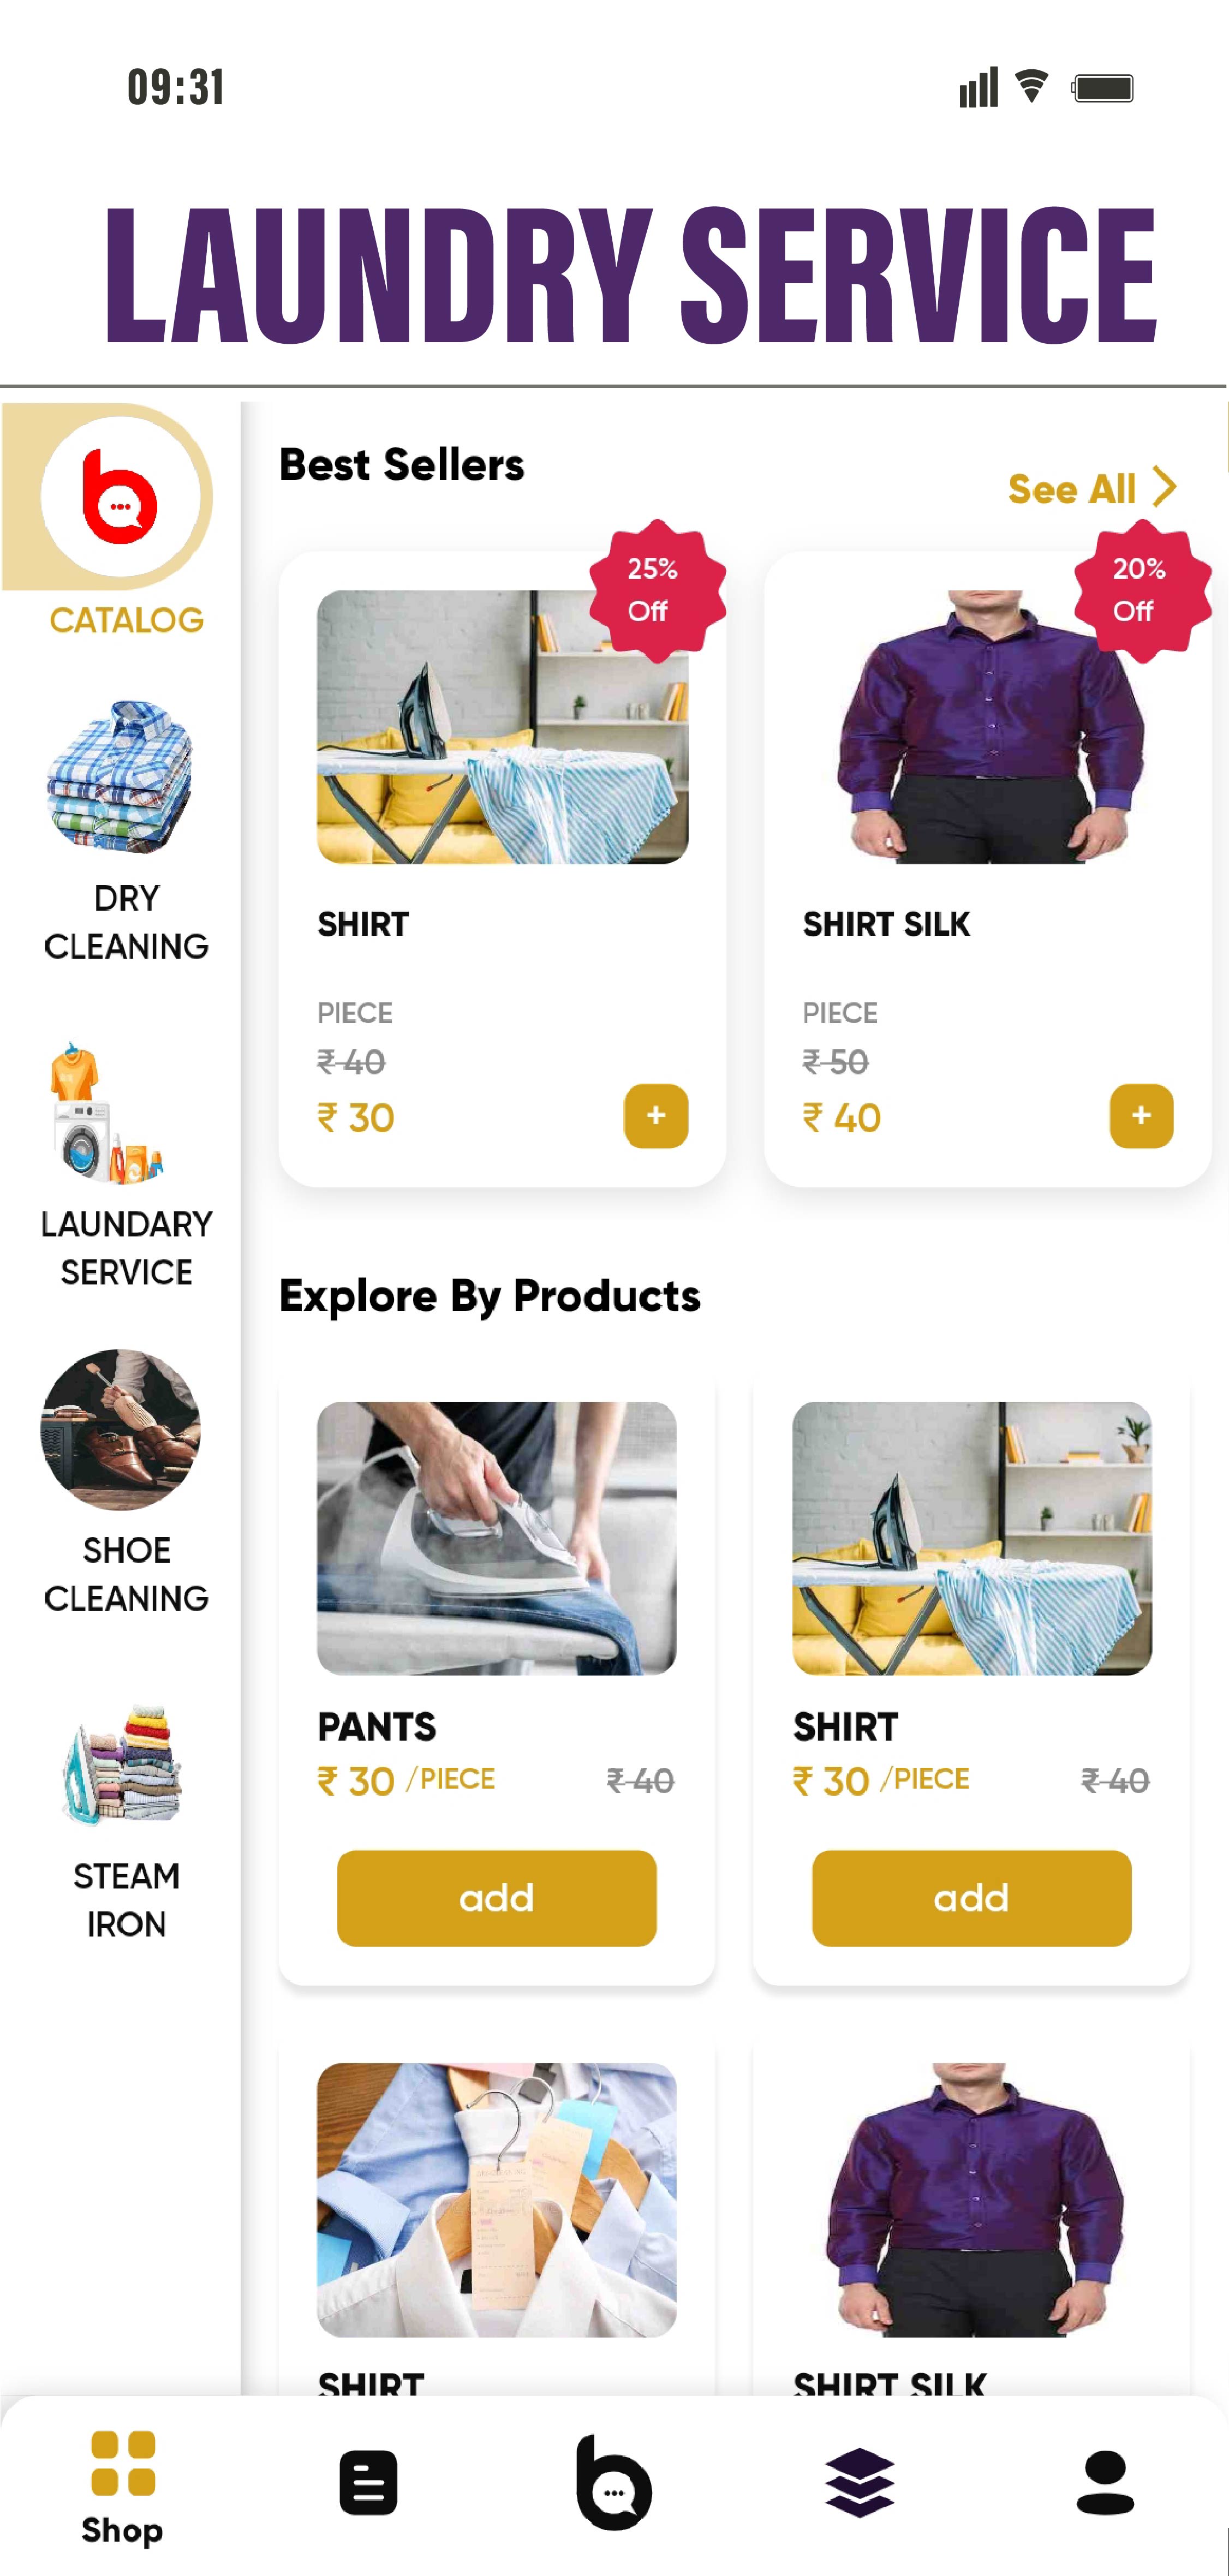 09:31
LAUNDRY SERVICE
CATALOG
DRY
CLEANING
LAUNDARY
SERVICE
SHOE
CLEANING
STEAM
IRON
Best Sellers
See All
25%
Off
20%
Off
SHIRT
SHIRT SILK
PIECE
PIECE
₹ 40
₹ 50
₹ 30
+
₹ 40
+
Explore By Products
PANTS
SHIRT
₹ 30 /PIECE ₹ 40
₹ 30 /PIECE ₹ 40
add
add
SHIRT
SHIRT SILK
Shop